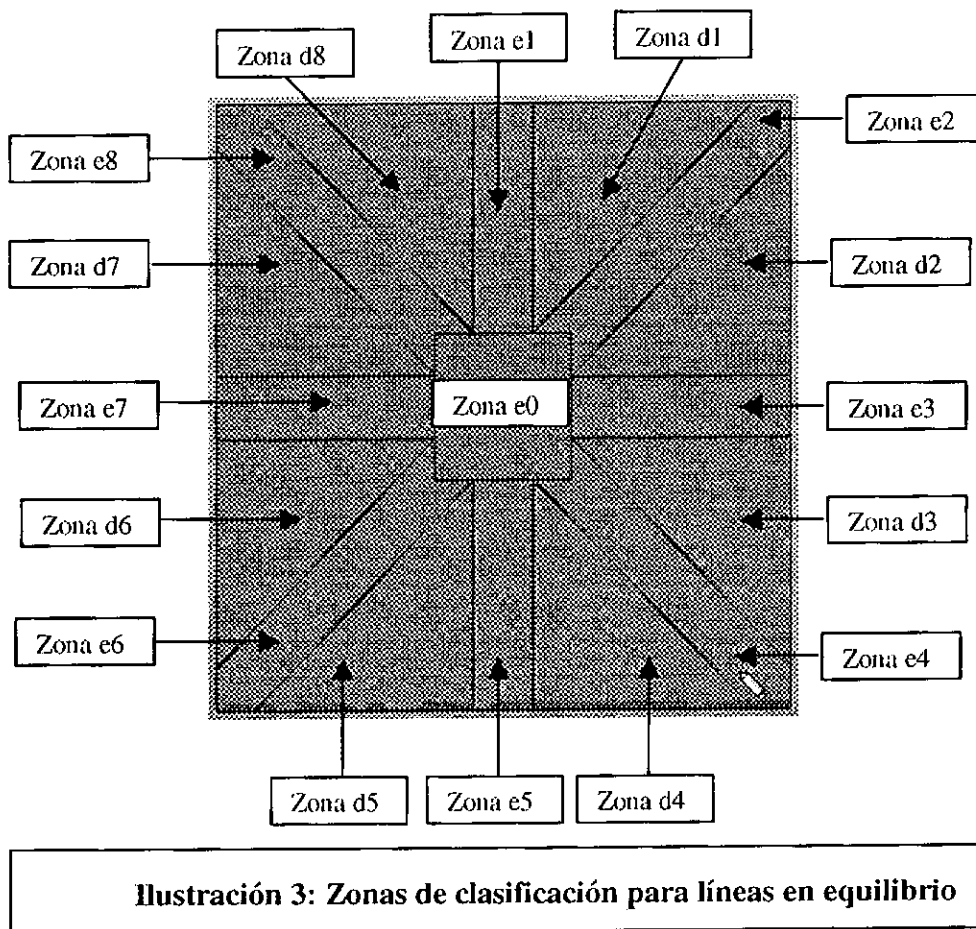 Zona d8
Zona e1
Zona d1
Zona e2
Zona e8
Zona d7
Zona d2
Zona e7
Zona e0
Zona e3
Zona d6
Zona d3
Zona e6
Zona e4
Zona d5
Zona e5
Zona d4
Ilustración 3: Zonas de clasificación para líneas en equilibrio